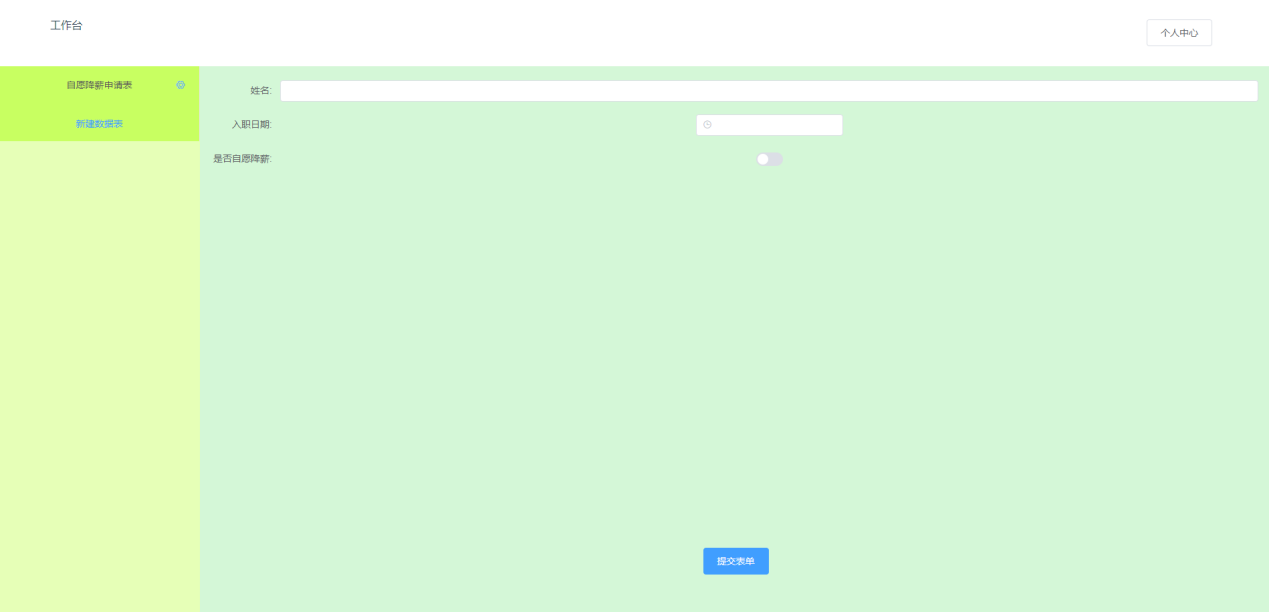 工作台
个人中心
自愿降薪申请表
新建数据表
姓名:
入职日期:
是否自愿降薪:
提交表单